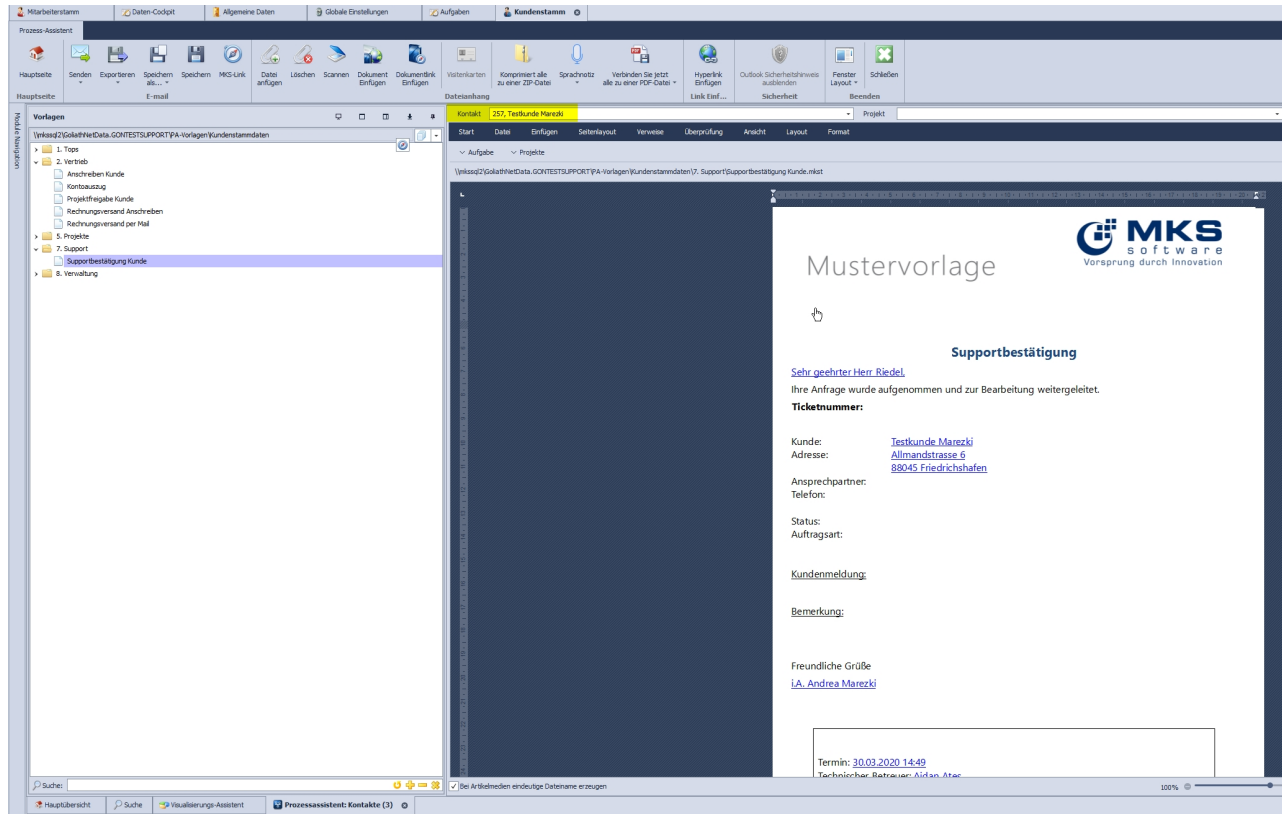 Mitarbeiterstamm Daten-Cockpit Allgemeine Daten Globale Einstellungen Aufgaben Kundenstamm
Prozess-Assistent
Hauptseite
Senden
Exportieren
Speichern als...
Speichern
MKS-Link
Datei anfügen
Löschen
Scannen
Dokument Einfügen
Dokumentlink Einfügen
Visitenkarten
Komprimiert alle zu einer ZIP-Datei
Sprachnotiz
Verbinden Sie jetzt alle zu einer PDF-Datei
Hyperlink Einfügen
Outlook Sicherheitshinweis ausblenden
Fenster Layout
Schließen
Hauptseite E-mail Dateianhang Link Einf... Sicherheit Beenden
Module Navigation
Vorlagen
\\mkssql2\GoliathNetData.GONTESTSUPPORT\PA-Vorlagen\Kundenstammdaten
1. Tops
2. Vertrieb
Anschreiben Kunde
Kontoauszug
Projektfreigabe Kunde
Rechnungsversand Anschreiben
Rechnungsversand per Mail
5. Projekte
7. Support
Supportbestätigung Kunde
8. Verwaltung
Suche:
Kontakt 257, Testkunde Marezki Projekt
Start Datei Einfügen Seitenlayout Verweise Überprüfung Ansicht Layout Format
Aufgabe Projekte
\\mkssql2\GoliathNetData.GONTESTSUPPORT\PA-Vorlagen\Kundenstammdaten\7. Support\Supportbestätigung Kunde.mkst
MKS
software
Vorsprung durch Innovation
Mustervorlage
Supportbestätigung
Sehr geehrter Herr Riedel,
Ihre Anfrage wurde aufgenommen und zur Bearbeitung weitergeleitet.
Ticketnummer:
Kunde: Testkunde Marezki
Adresse: Allmandstrasse 6
88045 Friedrichshafen
Ansprechpartner:
Telefon:
Status:
Auftragsart:
Kundenmeldung:
Bemerkung:
Freundliche Grüße
i.A. Andrea Marezki
Termin: 30.03.2020 14:49
Technischer Betreuer: Aidan Ates
Bei Artikelmedien eindeutige Dateiname erzeugen
100%
Hauptübersicht Suche Visualisierungs-Assistent Prozessassistent: Kontakte (3)